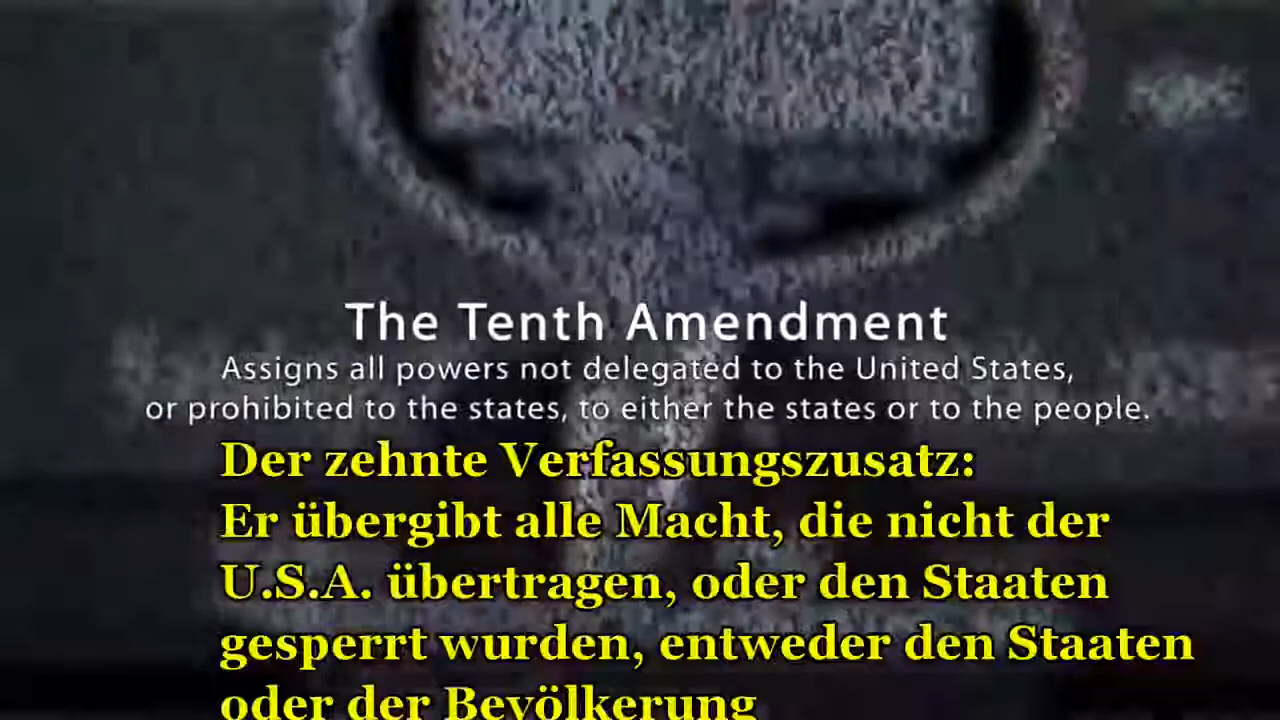 The Tenth Amendment
Assigns all powers not delegated to the United States,
or prohibited to the states, to either the states or to the people.
Der zehnte Verfassungszusatz:
Er übergibt alle Macht, die nicht der
U.S.A. übertragen, oder den Staaten
gesperrt wurden, entweder den Staaten
oder der Bevölkerung